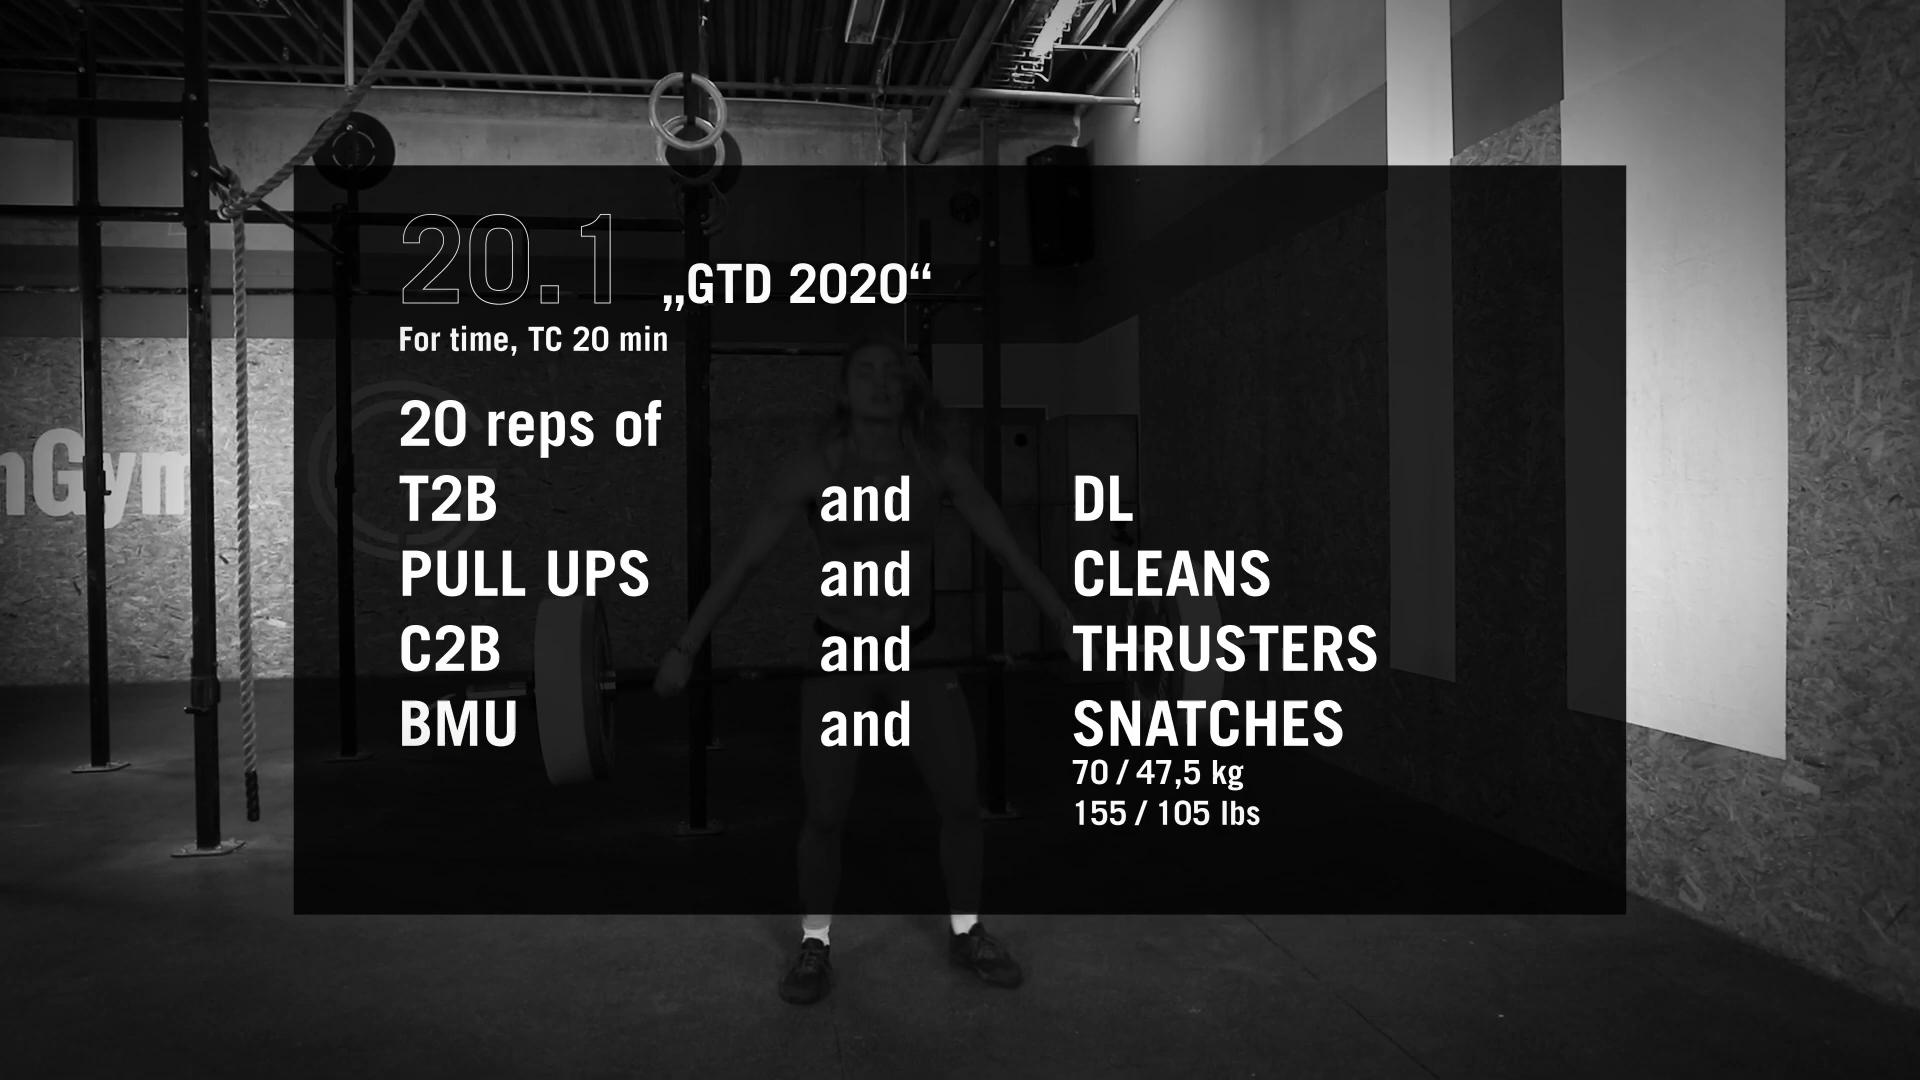 20.1 „GTD 2020“
For time, TC 20 min
20 reps of
T2B and DL
PULL UPS and CLEANS
C2B and THRUSTERS
BMU and SNATCHES
70 / 47,5 kg
155 / 105 lbs